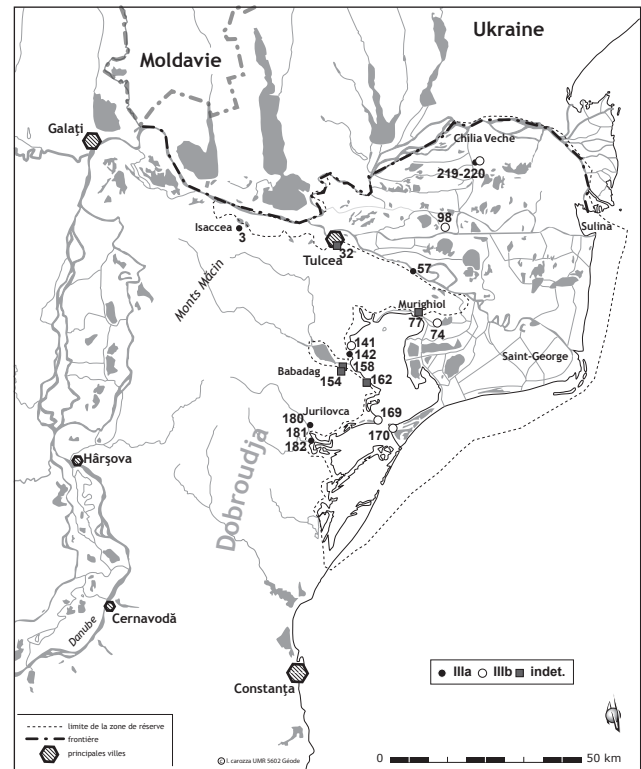 Ukraine
Moldavie
Galați
Chilia Veche
219-220
98
Sulina
Isaccea
3
Tulcea
32
57
Monts Măcin
Murighiol
77
74
141
142
Saint-George
158
Babadag
154
162
Jurilovca
180
169
181
170
182
Hârşova
Dobroudja
Cernavodă
Danube
Constanţa
IIIa IIIb indet.
limite de la zone de réserve
frontière
principales villes
c l. carozza UMR 5602 Géode
0 50 km